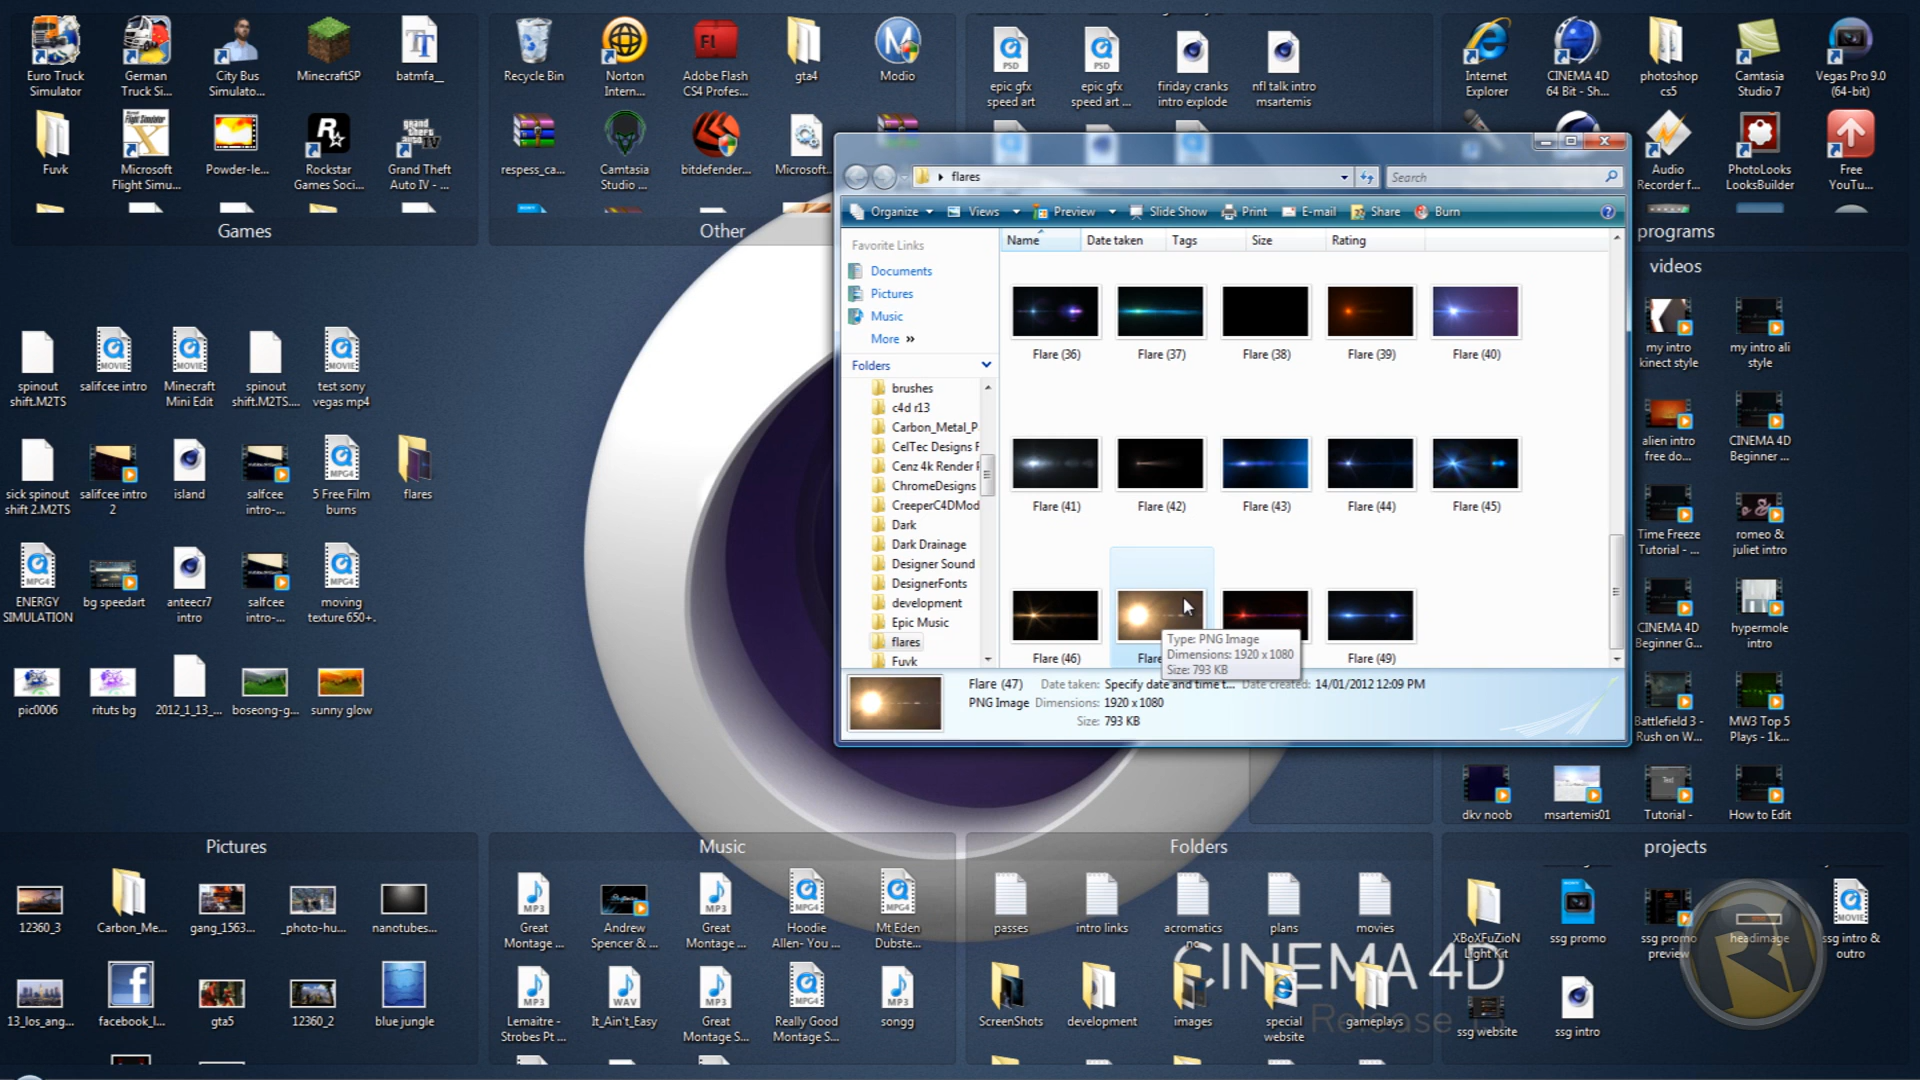 Euro Truck
Simulator
German
Truck Si...
City Bus
Simulato...
MinecraftSP
batmfa__
Fuvk
Microsoft
Flight Simu...
Powder-le...
Rockstar
Games Soci...
Grand Theft
Auto IV - ...
Games
Recycle Bin
Norton
Intern...
Adobe Flash
CS4 Profes...
gta4
Modio
respess_ca...
Camtasia
Studio ...
bitdefender...
Microsoft...
Other
epic gfx
speed art
epic gfx
speed art ...
firiday cranks
intro explode
nfl talk intro
msartemis
Internet
Explorer
CINEMA 4D
64 Bit - Sh...
photoshop
cs5
Camtasia
Studio 7
Vegas Pro 9.0
(64-bit)
Audio
Recorder f...
PhotoLooks
LooksBuilder
Free
YouTu...
programs
flares
Search
Organize
Views
Preview
Slide Show
Print
E-mail
Share
Burn
Favorite Links
Documents
Pictures
Music
More »
Folders
brushes
c4d r13
Carbon_Metal_P
CelTec Designs F
Cenz 4k Render
ChromeDesigns
CreeperC4DMod
Dark
Dark Drainage
Designer Sound
DesignerFonts
development
Epic Music
flares
Fuvk
Name
Date taken
Tags
Size
Rating
Flare (36)
Flare (37)
Flare (38)
Flare (39)
Flare (40)
Flare (41)
Flare (42)
Flare (43)
Flare (44)
Flare (45)
Flare (46)
Flare
Flare (49)
Type: PNG Image
Dimensions: 1920 x 1080
Size: 793 KB
Flare (47)
Date taken: Specify date and time t...
Date created: 14/01/2012 12:09 PM
PNG Image
Dimensions: 1920 x 1080
Size: 793 KB
spinout
shift.M2TS
salifcee intro
Minecraft
Mini Edit
spinout
shift.M2TS....
test sony
vegas mp4
sick spinout
shift 2.M2TS
salifcee intro
2
island
salfcee
intro-...
5 Free Film
burns
flares
ENERGY
SIMULATION
bg speedart
anteecr7
intro
salfcee
intro-...
moving
texture 650+.
pic0006
rituts bg
2012_1_13_...
boseong-g...
sunny glow
videos
my intro
kinect style
my intro ali
style
alien intro
free do...
CINEMA 4D
Beginner ...
Time Freeze
Tutorial - ...
romeo &
juliet intro
CINEMA 4D
Beginner G...
hypermole
intro
Battlefield 3 -
Rush on W...
MW3 Top 5
Plays - 1k...
dkv noob
msartemis01
Tutorial -
How to Edit
Pictures
12360_3
Carbon_Me...
gang_1563...
_photo-hu...
nanotubes...
13_los_ang...
facebook_l...
gta5
12360_2
blue jungle
Music
Great
Montage ...
Andrew
Spencer & ...
Great
Montage ...
Hoodie
Allen- You ...
Mt Eden
Dubste...
Lemaitre -
Strobes Pt ...
It_Ain't_Easy
Great
Montage S...
Really Good
Montage S...
songg
Folders
passes
intro links
acromatics
plans
movies
ScreenShots
development
images
special
website
gameplays
CINEMA 4D
Release
projects
XBoXFuZioN
Light Kit
ssg promo
ssg promo
preview
headimage
ssg intro &
outro
ssg website
ssg intro